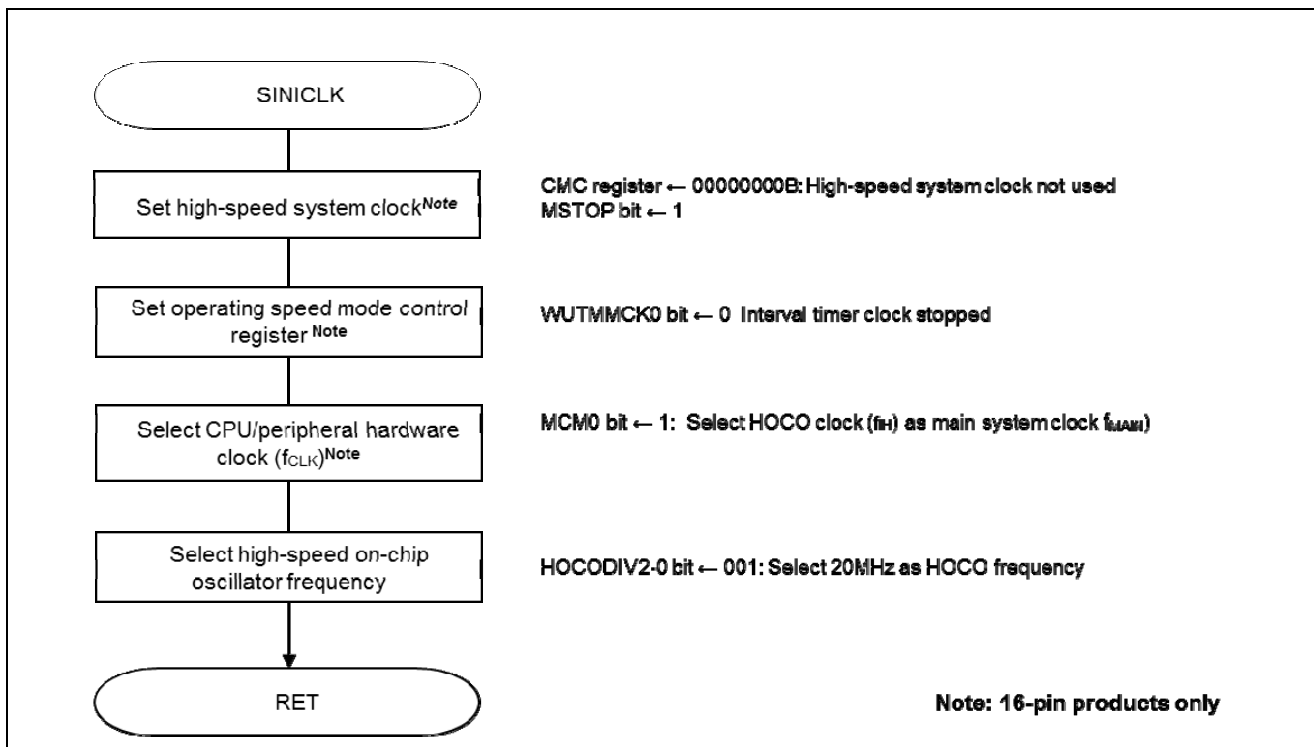 SINICLK
Set high-speed system clockNote
CMC register ← 00000000B: High-speed system clock not used
MSTOP bit ← 1
Set operating speed mode control
register Note
WUTMMCK0 bit ← 0 Interval timer clock stopped
Select CPU/peripheral hardware
clock (fCLK)Note
MCM0 bit ← 1: Select HOCO clock (fIH) as main system clock fMAIN)
Select high-speed on-chip
oscillator frequency
HOCODIV2-0 bit ← 001: Select 20MHz as HOCO frequency
RET
Note: 16-pin products only